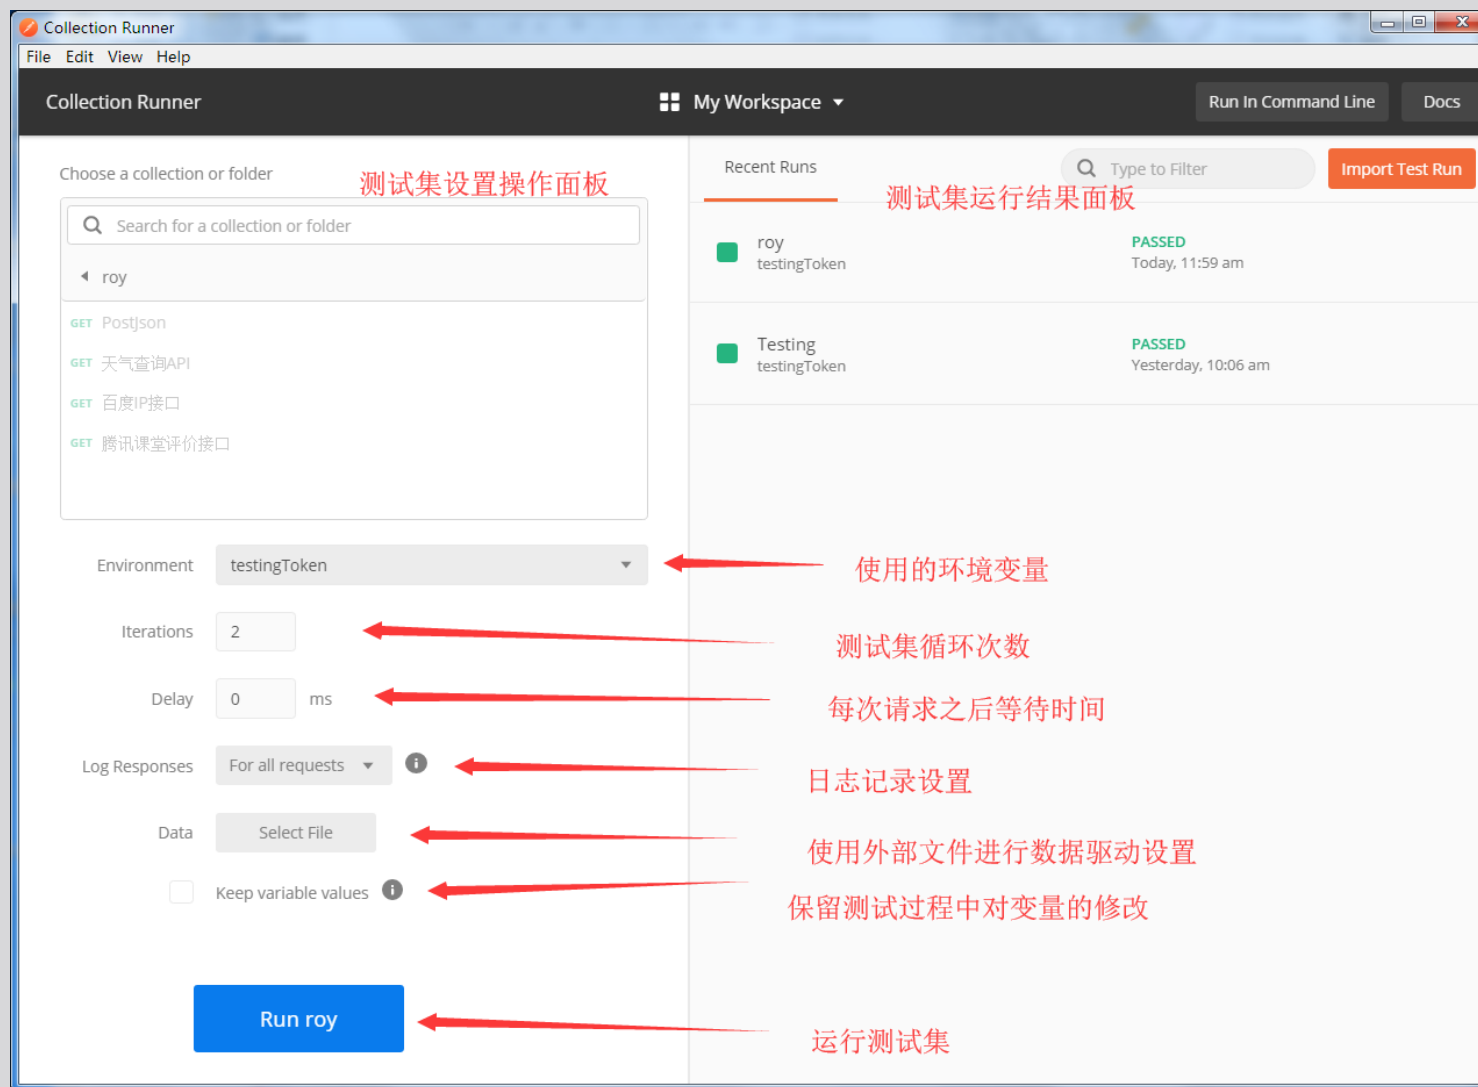 Collection Runner
File Edit View Help
Collection Runner
My Workspace
Run In Command Line
Docs
Choose a collection or folder
测试集设置操作面板
Search for a collection or folder
roy
GET PostJson
GET 天气查询API
GET 百度IP接口
GET 腾讯课堂评价接口
Recent Runs
Type to Filter
Import Test Run
测试集运行结果面板
roy
testingToken
PASSED
Today, 11:59 am
Testing
testingToken
PASSED
Yesterday, 10:06 am
Environment testingToken
使用的环境变量
Iterations 2
测试集循环次数
Delay 0 ms
每次请求之后等待时间
Log Responses For all requests
日志记录设置
Data Select File
使用外部文件进行数据驱动设置
Keep variable values
保留测试过程中对变量的修改
Run roy
运行测试集